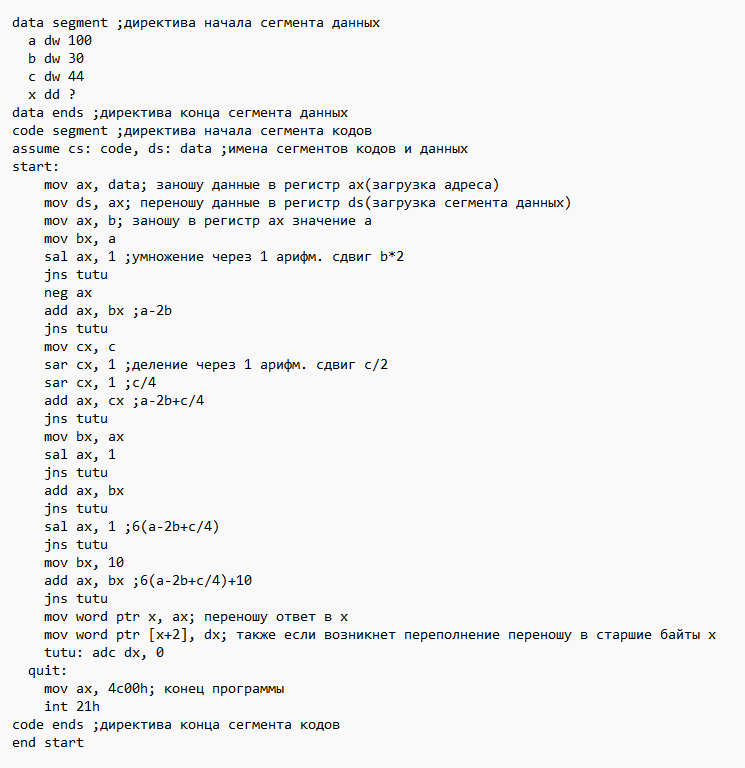 data segment ;директива начала сегмента данных
  a dw 100
  b dw 30
  c dw 44
  x dd ?
data ends ;директива конца сегмента данных
code segment ;директива начала сегмента кодов
assume cs: code, ds: data ;имена сегментов кодов и данных
start:
    mov ax, data; заношу данные в регистр ax(загрузка адреса)
    mov ds, ax; переношу данные в регистр ds(загрузка сегмента данных)
    mov ax, b; заношу в регистр ax значение a
    mov bx, a
    sal ax, 1 ;умножение через 1 арифм. сдвиг b*2
    jns tutu
    neg ax
    add ax, bx ;a-2b
    jns tutu
    mov cx, c
    sar cx, 1 ;деление через 1 арифм. сдвиг c/2
    sar cx, 1 ;c/4
    add ax, cx ;a-2b+c/4
    jns tutu
    mov bx, ax
    sal ax, 1
    jns tutu
    add ax, bx
    jns tutu
    sal ax, 1 ;6(a-2b+c/4)
    jns tutu
    mov bx, 10
    add ax, bx ;6(a-2b+c/4)+10
    jns tutu
    mov word ptr x, ax; переношу ответ в x
    mov word ptr [x+2], dx; также если возникнет переполнение переношу в старшие байты x
    tutu: adc dx, 0
  quit:
    mov ax, 4c00h; конец программы
    int 21h
code ends ;директива конца сегмента кодов
end start